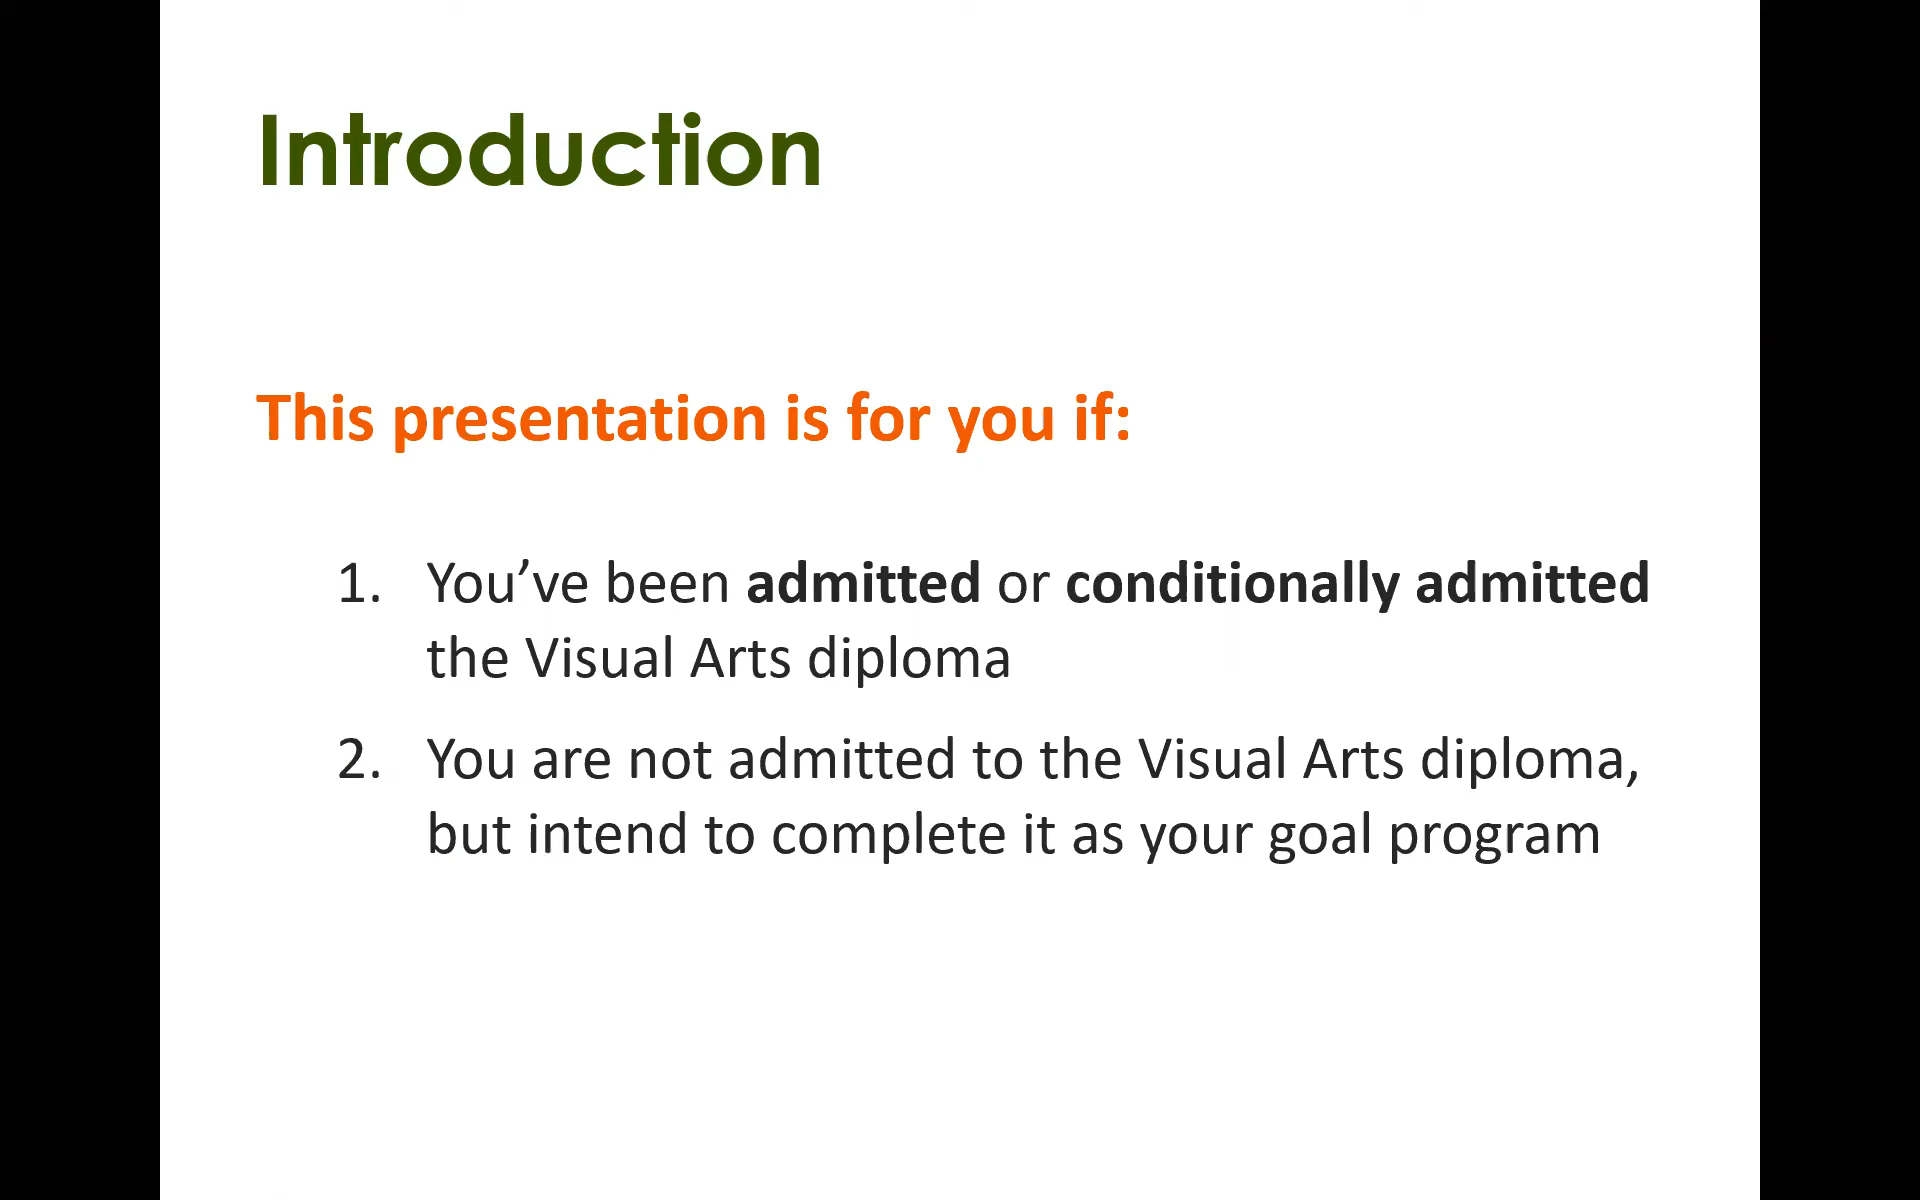 Introduction
This presentation is for you if:
1. You’ve been admitted or conditionally admitted
the Visual Arts diploma
2. You are not admitted to the Visual Arts diploma,
but intend to complete it as your goal program